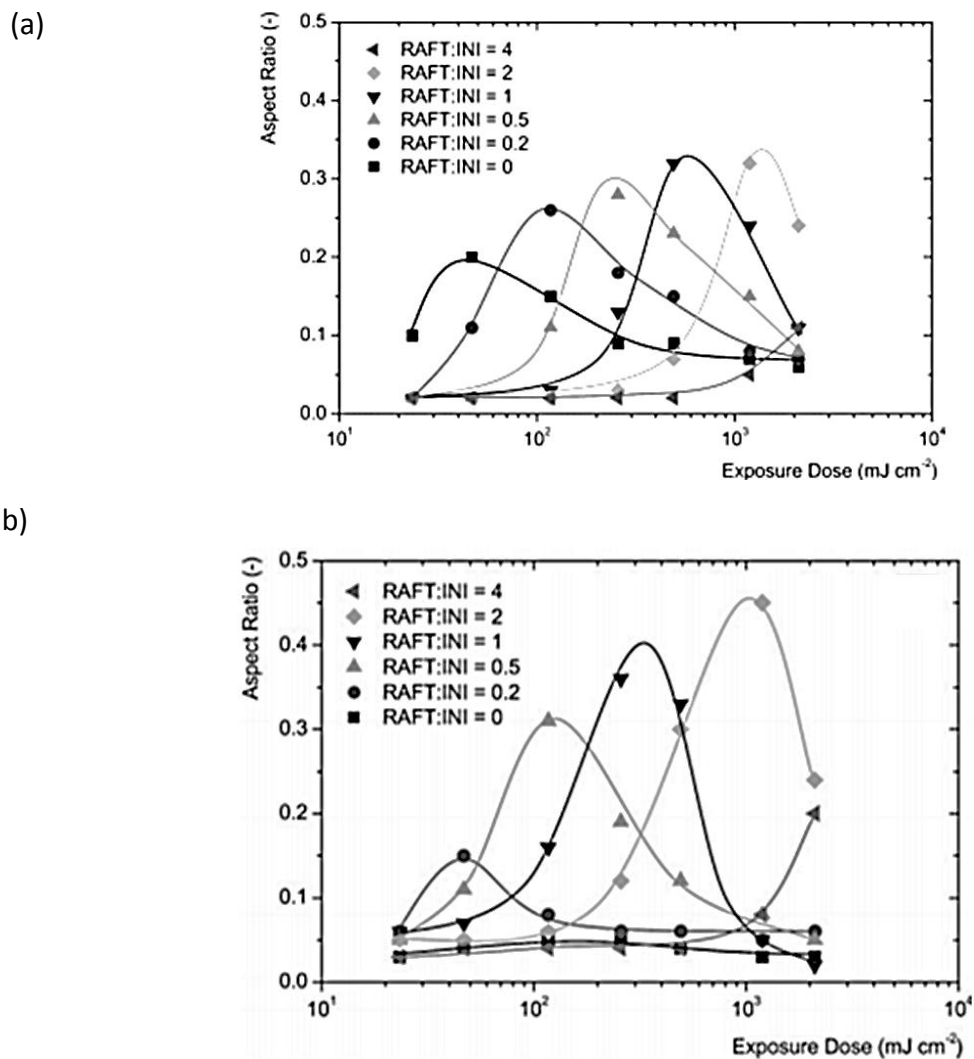 (a)
0.5
0.4
0.3
0.2
0.1
0.0
Aspect Ratio (-)
RAFT:INI = 4
RAFT:INI = 2
RAFT:INI = 1
RAFT:INI = 0.5
RAFT:INI = 0.2
RAFT:INI = 0
10¹ 10² 10³ 10⁴
Exposure Dose (mJ cm⁻²)
b)
0.5
0.4
0.3
0.2
0.1
0.0
Aspect Ratio (-)
RAFT:INI = 4
RAFT:INI = 2
RAFT:INI = 1
RAFT:INI = 0.5
RAFT:INI = 0.2
RAFT:INI = 0
10¹ 10² 10³ 10⁴
Exposure Dose (mJ cm⁻²)